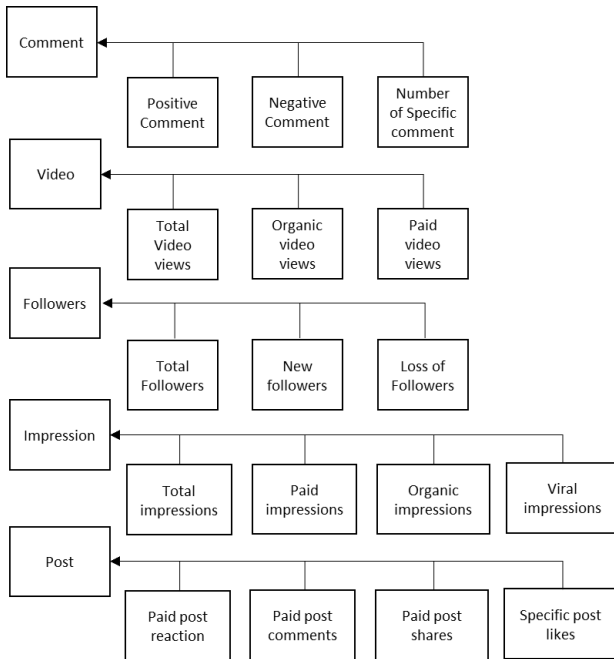 Comment
Positive
Comment
Negative
Comment
Number
of Specific
comment
Video
Total
Video
views
Organic
video
views
Paid
video
views
Followers
Total
Followers
New
followers
Loss of
Followers
Impression
Total
impressions
Paid
impressions
Organic
impressions
Viral
impressions
Post
Paid post
reaction
Paid post
comments
Paid post
shares
Specific post
likes